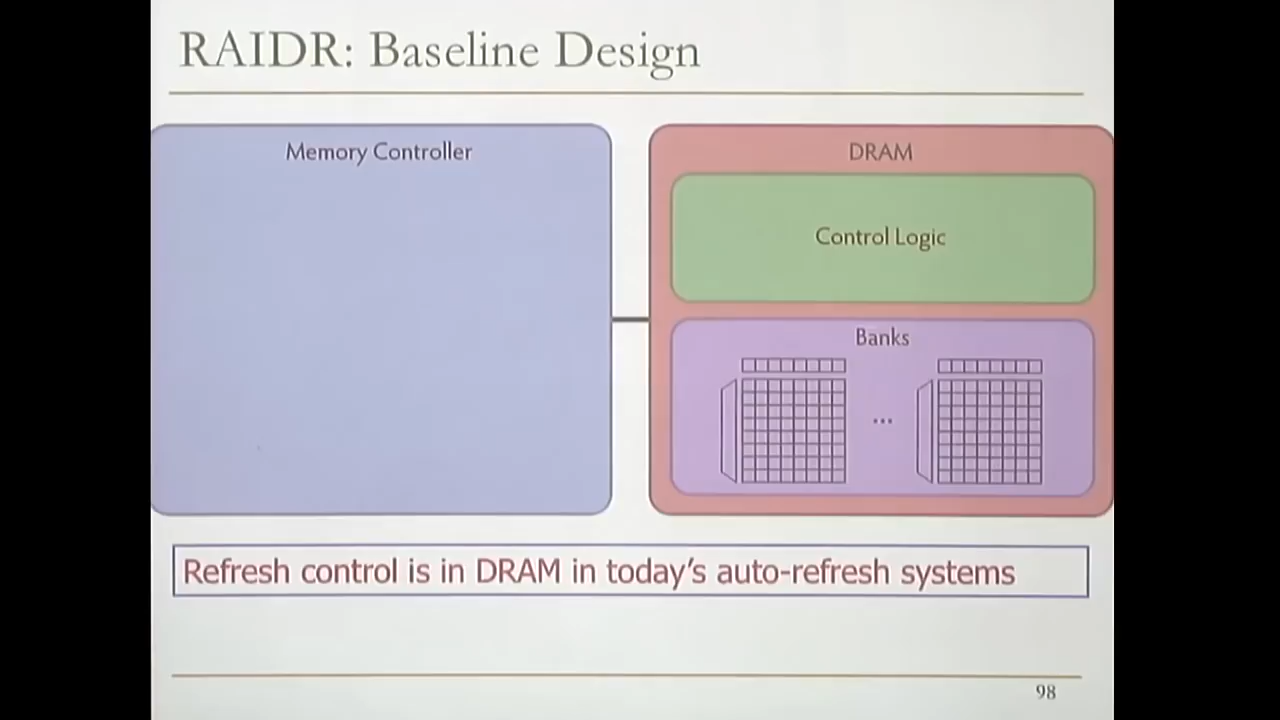 RAIDR: Baseline Design
Memory Controller
DRAM
Control Logic
Banks
...
Refresh control is in DRAM in today's auto-refresh systems
98